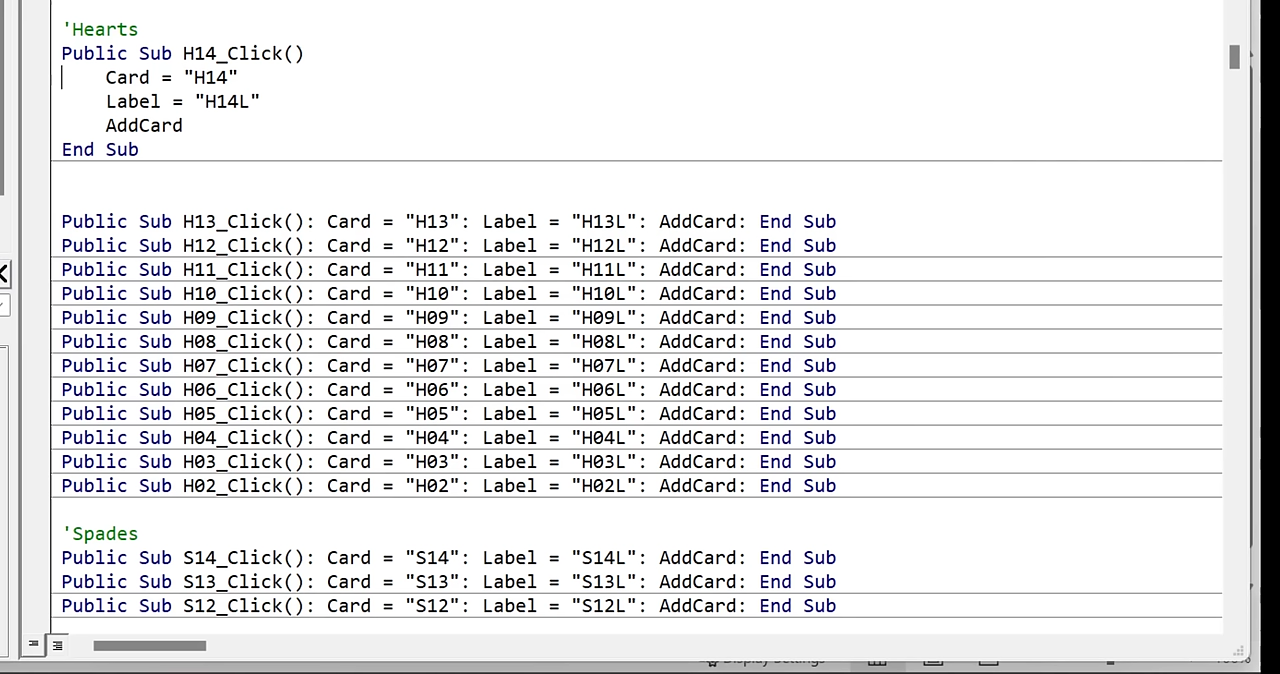 'Hearts
Public Sub H14_Click()
    Card = "H14"
    Label = "H14L"
    AddCard
End Sub
Public Sub H13_Click(): Card = "H13": Label = "H13L": AddCard: End Sub
Public Sub H12_Click(): Card = "H12": Label = "H12L": AddCard: End Sub
Public Sub H11_Click(): Card = "H11": Label = "H11L": AddCard: End Sub
Public Sub H10_Click(): Card = "H10": Label = "H10L": AddCard: End Sub
Public Sub H09_Click(): Card = "H09": Label = "H09L": AddCard: End Sub
Public Sub H08_Click(): Card = "H08": Label = "H08L": AddCard: End Sub
Public Sub H07_Click(): Card = "H07": Label = "H07L": AddCard: End Sub
Public Sub H06_Click(): Card = "H06": Label = "H06L": AddCard: End Sub
Public Sub H05_Click(): Card = "H05": Label = "H05L": AddCard: End Sub
Public Sub H04_Click(): Card = "H04": Label = "H04L": AddCard: End Sub
Public Sub H03_Click(): Card = "H03": Label = "H03L": AddCard: End Sub
Public Sub H02_Click(): Card = "H02": Label = "H02L": AddCard: End Sub
'Spades
Public Sub S14_Click(): Card = "S14": Label = "S14L": AddCard: End Sub
Public Sub S13_Click(): Card = "S13": Label = "S13L": AddCard: End Sub
Public Sub S12_Click(): Card = "S12": Label = "S12L": AddCard: End Sub
Display Settings